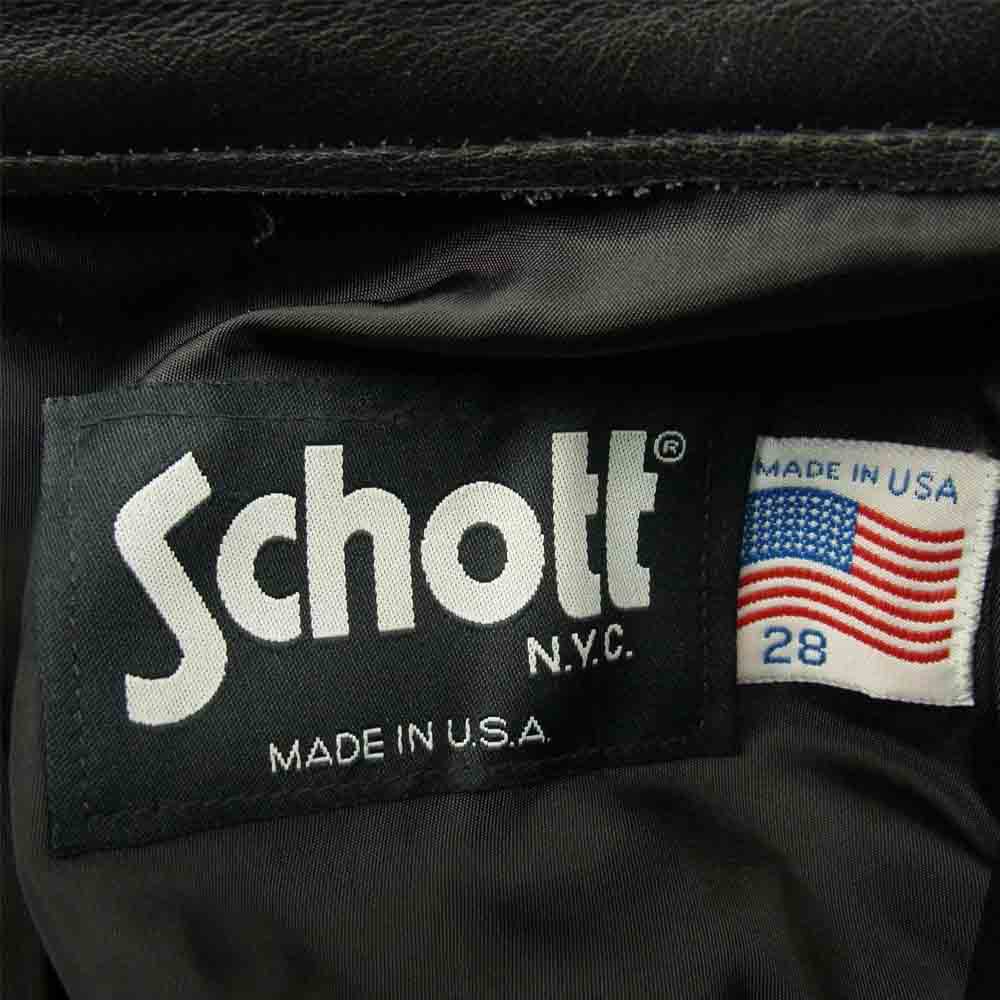 Schott®
N.Y.C.
MADE IN U.S.A.
MADE IN USA
28